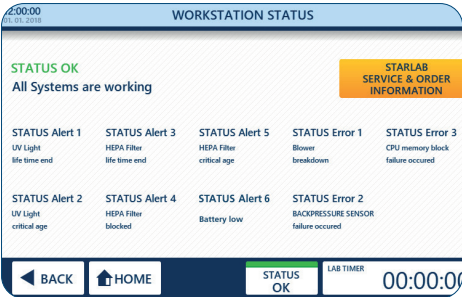 2:00:00
01. 01. 2018
WORKSTATION STATUS
STATUS OK
All Systems are working
STARLAB
SERVICE & ORDER
INFORMATION
STATUS Alert 1
UV Light
life time end
STATUS Alert 3
HEPA Filter
life time end
STATUS Alert 5
HEPA Filter
critical age
STATUS Error 1
Blower
breakdown
STATUS Error 3
CPU memory block
failure occured
STATUS Alert 2
UV Light
critical age
STATUS Alert 4
HEPA Filter
blocked
STATUS Alert 6
Battery low
STATUS Error 2
BACKPRESSURE SENSOR
failure occured
BACK
HOME
STATUS
OK
LAB TIMER
00:00:00